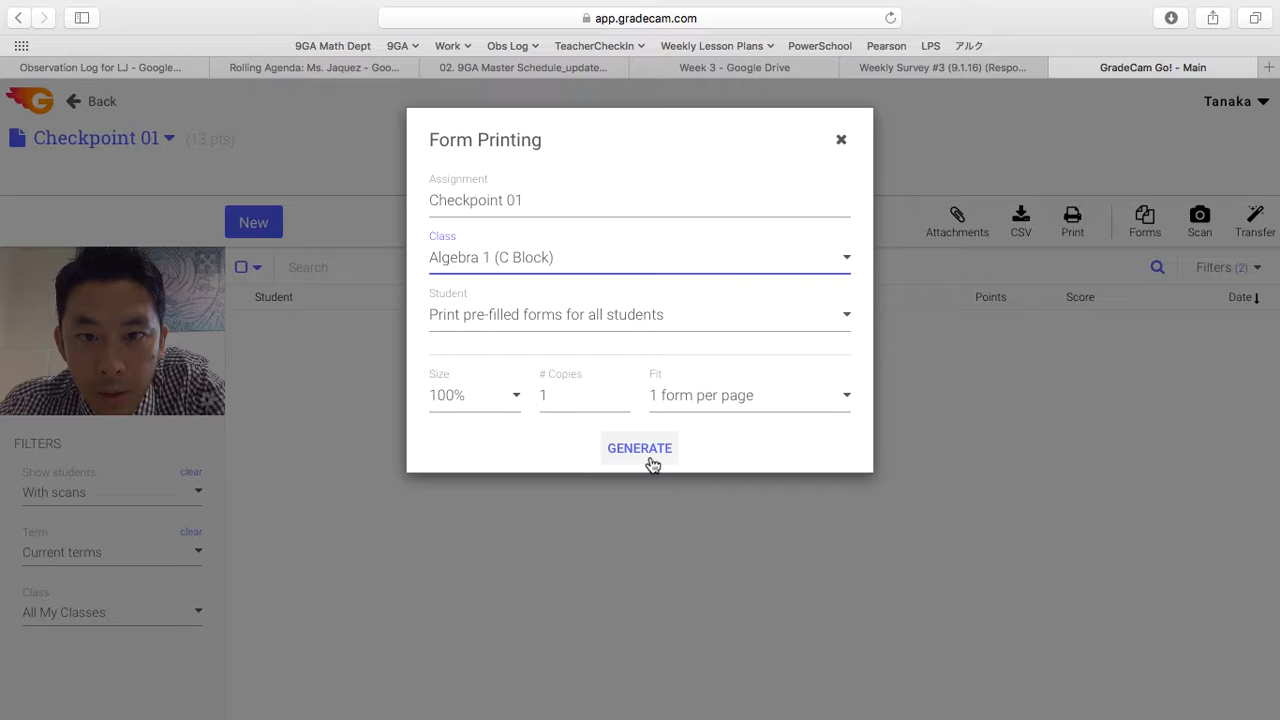 app.gradecam.com
9GA Math Dept 9GA Work Obs Log TeacherCheckIn Weekly Lesson Plans PowerSchool Pearson LPS アルク
Observation Log for LJ - Google... Rolling Agenda: Ms. Jaquez - Goo... 02. 9GA Master Schedule_update... Week 3 - Google Drive Weekly Survey #3 (9.1.16) (Respo... GradeCam Go! - Main
Back
Tanaka
Checkpoint 01 (13 pts)
New
Attachments CSV Print Forms Scan Transfer
Search
Filters (2)
Student Points Score Date
Form Printing
Assignment
Checkpoint 01
Class
Algebra 1 (C Block)
Student
Print pre-filled forms for all students
Size # Copies Fit
100% 1 1 form per page
GENERATE
FILTERS
Show students.. clear
With scans
Term clear
Current terms
Class
All My Classes